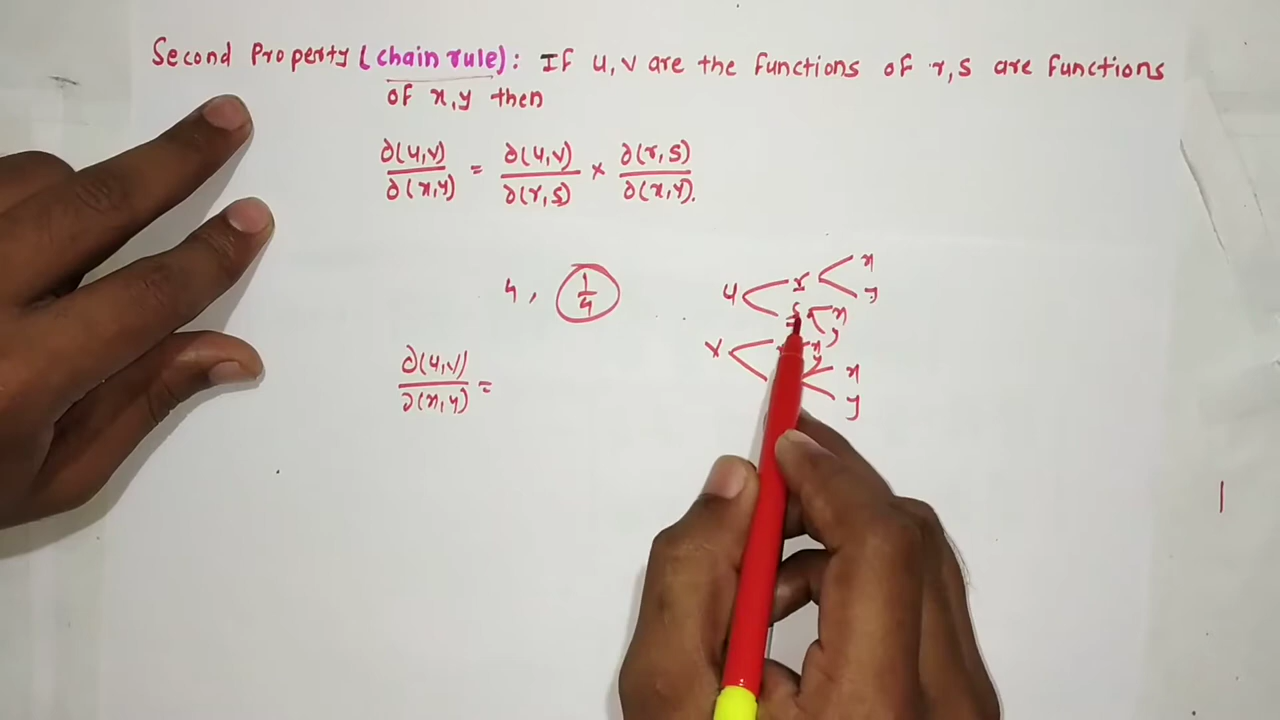 Second Property (chain rule): If u,v are the functions of r,s are functions
of x,y then
∂(u,v)/∂(x,y) = ∂(u,v)/∂(r,s) × ∂(r,s)/∂(x,y).
4, 1/4
u r x
y
s x
y
x
y
v
x
y
∂(u,v)/∂(x,y) =